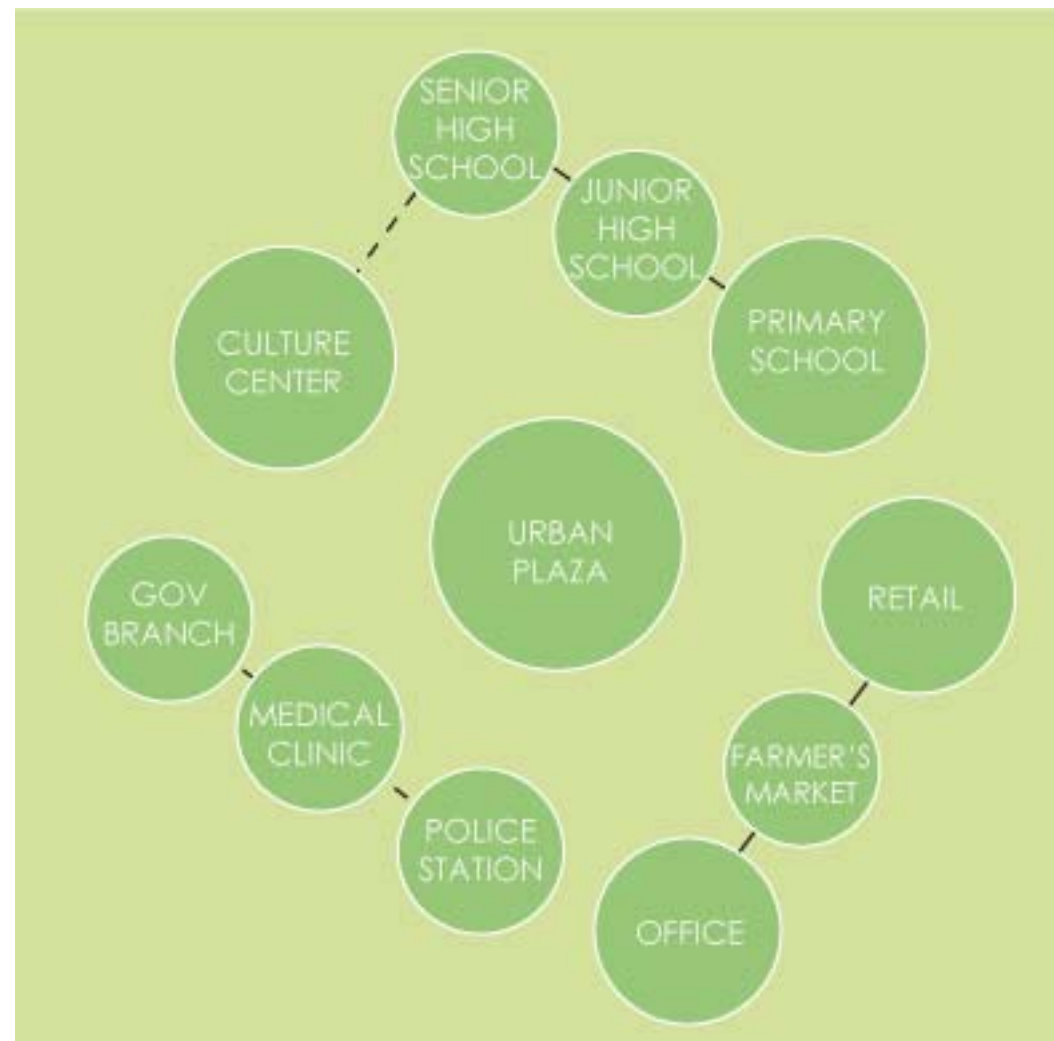 SENIOR
HIGH
SCHOOL
JUNIOR
HIGH
SCHOOL
PRIMARY
SCHOOL
CULTURE
CENTER
URBAN
PLAZA
RETAIL
GOV
BRANCH
MEDICAL
CLINIC
FARMER'S
MARKET
POLICE
STATION
OFFICE